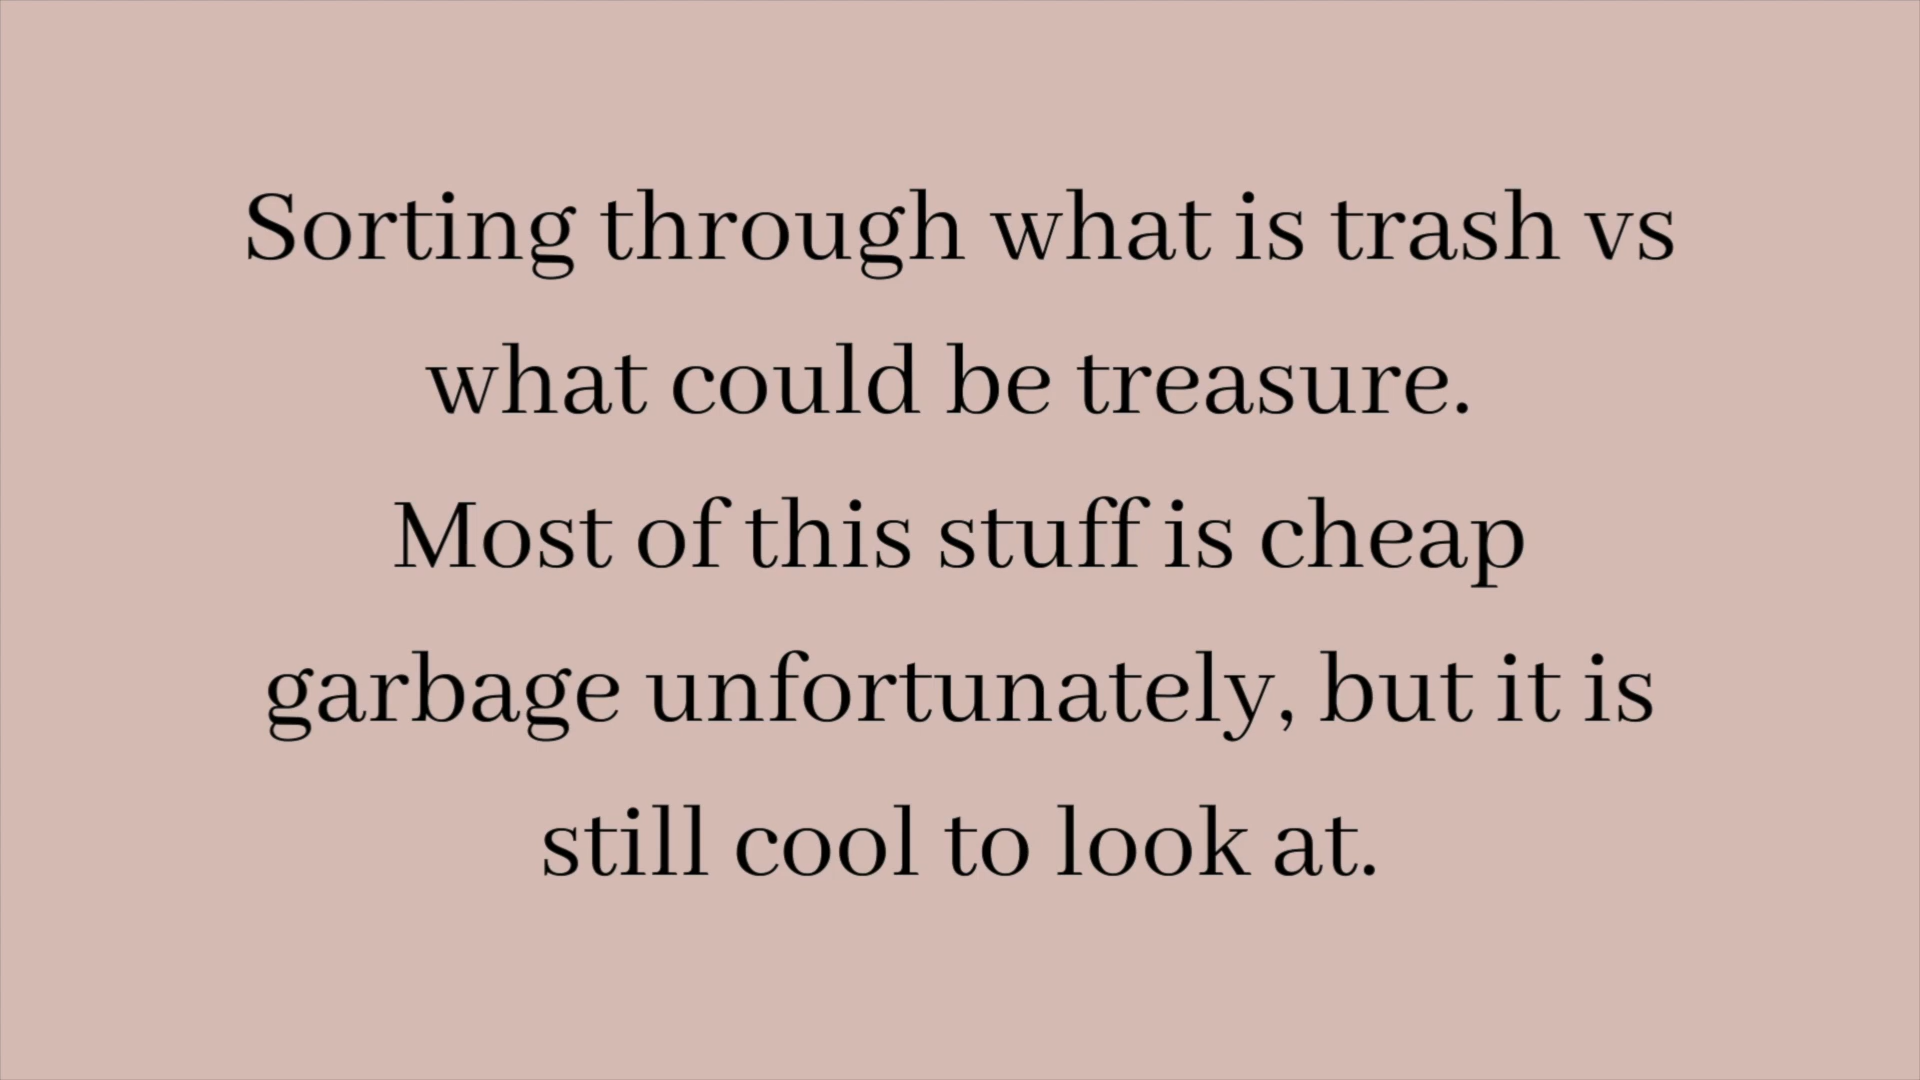 Sorting through what is trash vs
what could be treasure.
Most of this stuff is cheap
garbage unfortunately, but it is
still cool to look at.